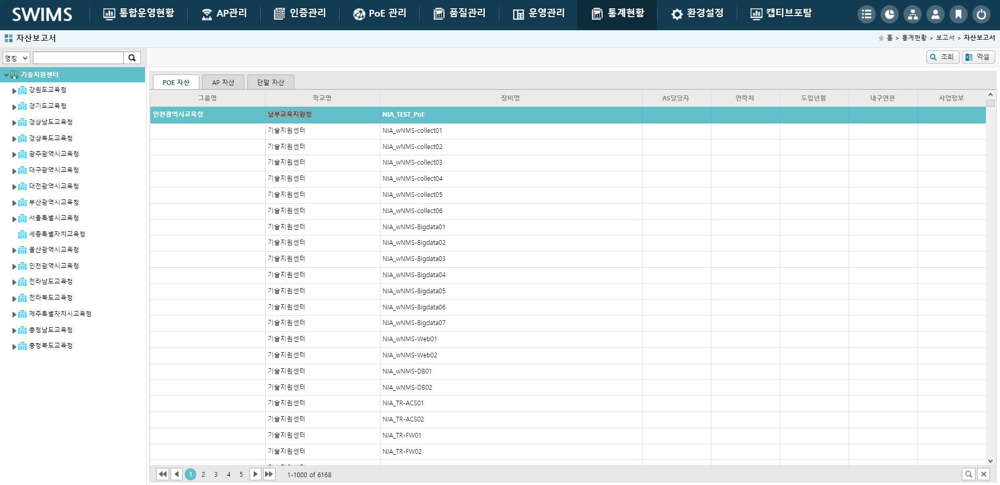 SWIMS 통합운영현황 AP관리 인증관리 PoE 관리 품질관리 운영관리 통계현황 환경설정 캡티브포탈
자산보고서
홈 > 통계현황 > 보고서 > 자산보고서
명칭
조회 엑셀
기술지원센터
강원도교육청
경기도교육청
경상남도교육청
경상북도교육청
광주광역시교육청
대구광역시교육청
대전광역시교육청
부산광역시교육청
서울특별시교육청
세종특별자치교육청
울산광역시교육청
인천광역시교육청
전라남도교육청
전라북도교육청
제주특별자치시교육청
충청남도교육청
충청북도교육청
POE 자산 AP 자산 단말 자산
그룹명 학교명 장비명 AS담당자 연락처 도입년월 내구연한 사업정보
인천광역시교육청 남부교육지원청 NIA_TEST_PoE
기술지원센터 NIA_wNMS-collect01
기술지원센터 NIA_wNMS-collect02
기술지원센터 NIA_wNMS-collect03
기술지원센터 NIA_wNMS-collect04
기술지원센터 NIA_wNMS-collect05
기술지원센터 NIA_wNMS-collect06
기술지원센터 NIA_wNMS-Bigdata01
기술지원센터 NIA_wNMS-Bigdata02
기술지원센터 NIA_wNMS-Bigdata03
기술지원센터 NIA_wNMS-Bigdata04
기술지원센터 NIA_wNMS-Bigdata05
기술지원센터 NIA_wNMS-Bigdata06
기술지원센터 NIA_wNMS-Bigdata07
기술지원센터 NIA_wNMS-Web01
기술지원센터 NIA_wNMS-Web02
기술지원센터 NIA_wNMS-DB01
기술지원센터 NIA_wNMS-DB02
기술지원센터 NIA_TR-ACS01
기술지원센터 NIA_TR-ACS02
기술지원센터 NIA_TR-FW01
기술지원센터 NIA_TR-FW02
1 2 3 4 5 1-1000 of 6168